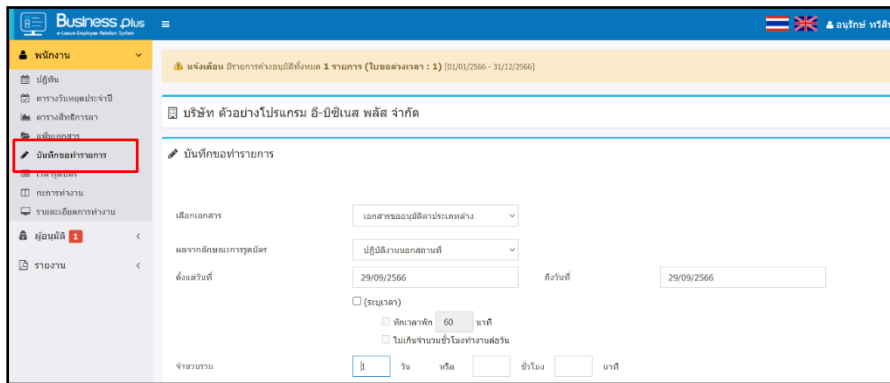 Business Plus
e-Leave Employee Relation System
อนุรักษ์ ทวีสิน
พนักงาน
ปฏิทิน
ตารางวันหยุดประจำปี
ตารางสิทธิการลา
แฟ้มเอกสาร
บันทึกขอทำรายการ
เวลารูดบัตร
กะการทำงาน
รายละเอียดการทำงาน
ผู้อนุมัติ 1
รายงาน
แจ้งเตือน มีรายการค้างอนุมัติทั้งหมด 1 รายการ (ใบขอล่วงเวลา : 1) [01/01/2566 - 31/12/2566]
บริษัท ตัวอย่างโปรแกรม อี-บิซิเนส พลัส จำกัด
บันทึกขอทำรายการ
เลือกเอกสาร เอกสารขออนุมัติลาประเภทต่าง
ผลจากลักษณะการรูดบัตร ปฏิบัติงานนอกสถานที่
ตั้งแต่วันที่ 29/09/2566 ถึงวันที่ 29/09/2566
(ระบุเวลา)
หักเวลาพัก 60 นาที
ไม่เกินจำนวนชั่วโมงทำงานต่อวัน
จำนวนรวม 1 วัน หรือ ชั่วโมง นาที